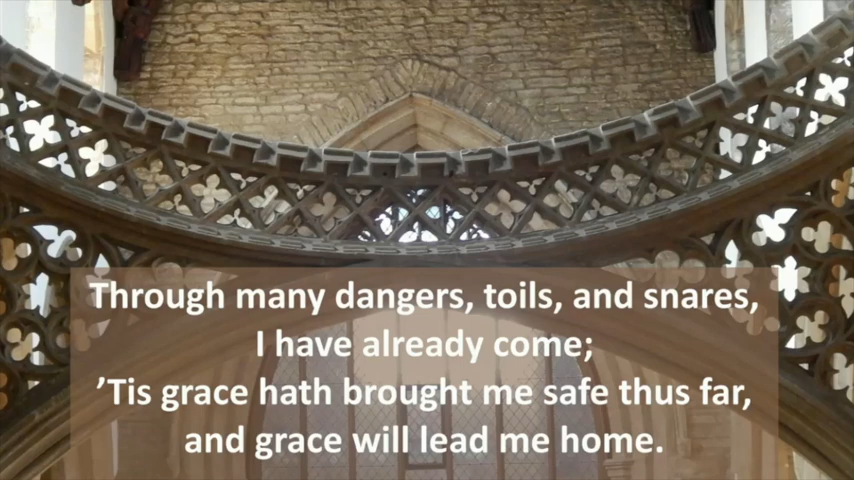 Through many dangers, toils, and snares,
I have already come;
’Tis grace hath brought me safe thus far,
and grace will lead me home.